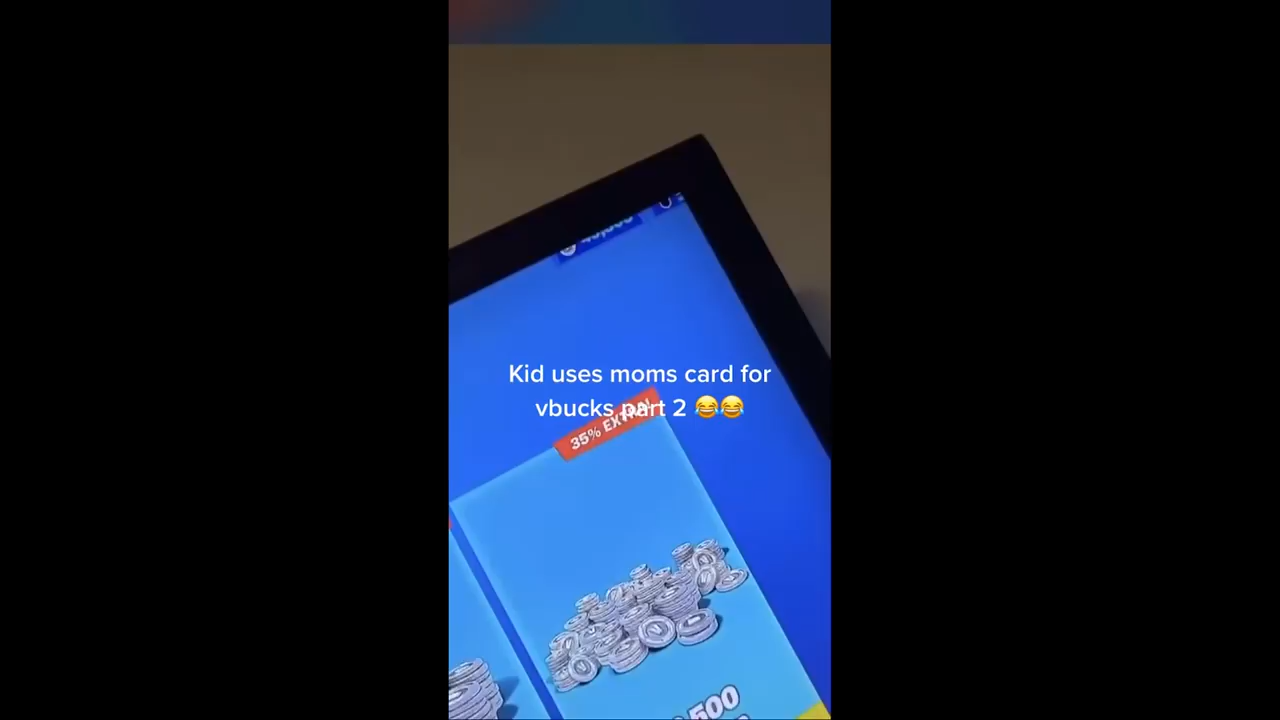 Kid uses moms card for
vbucks part 2 😂😂
35% EXTRA!
500